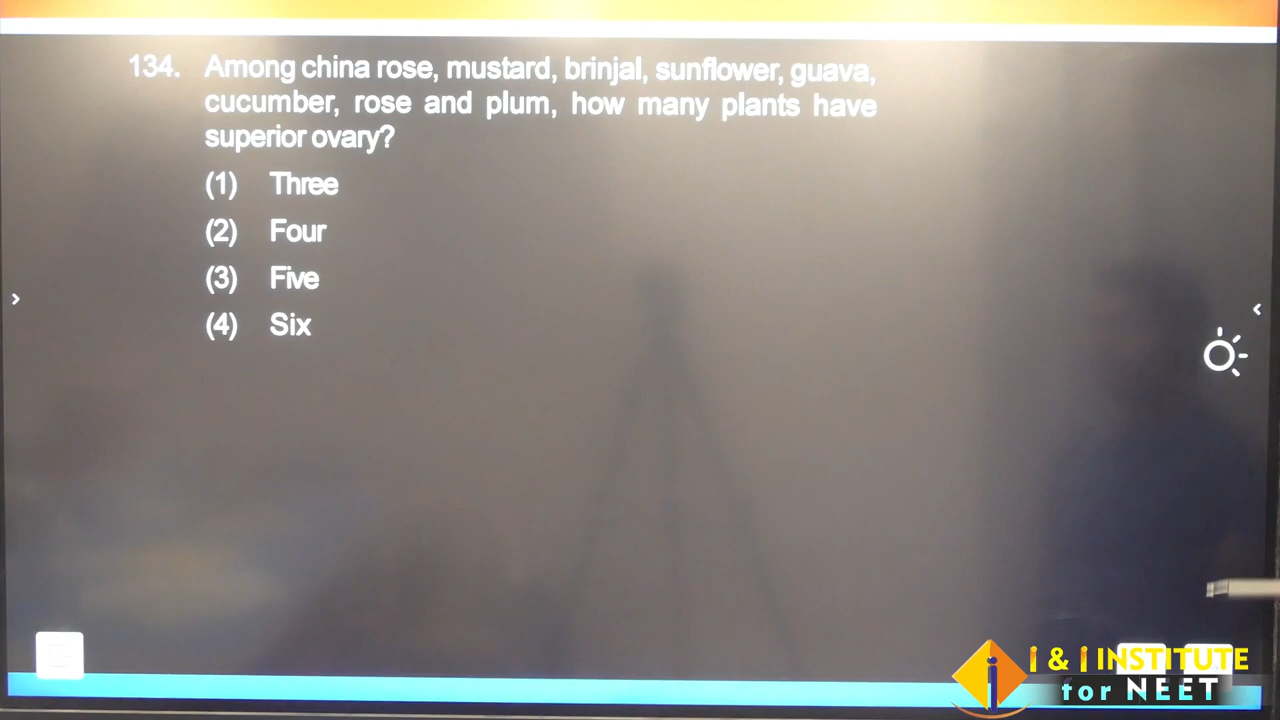 134. Among china rose, mustard, brinjal, sunflower, guava,
cucumber, rose and plum, how many plants have
superior ovary?
(1) Three
(2) Four
(3) Five
(4) Six
i & i INSTITUTE
for NEET